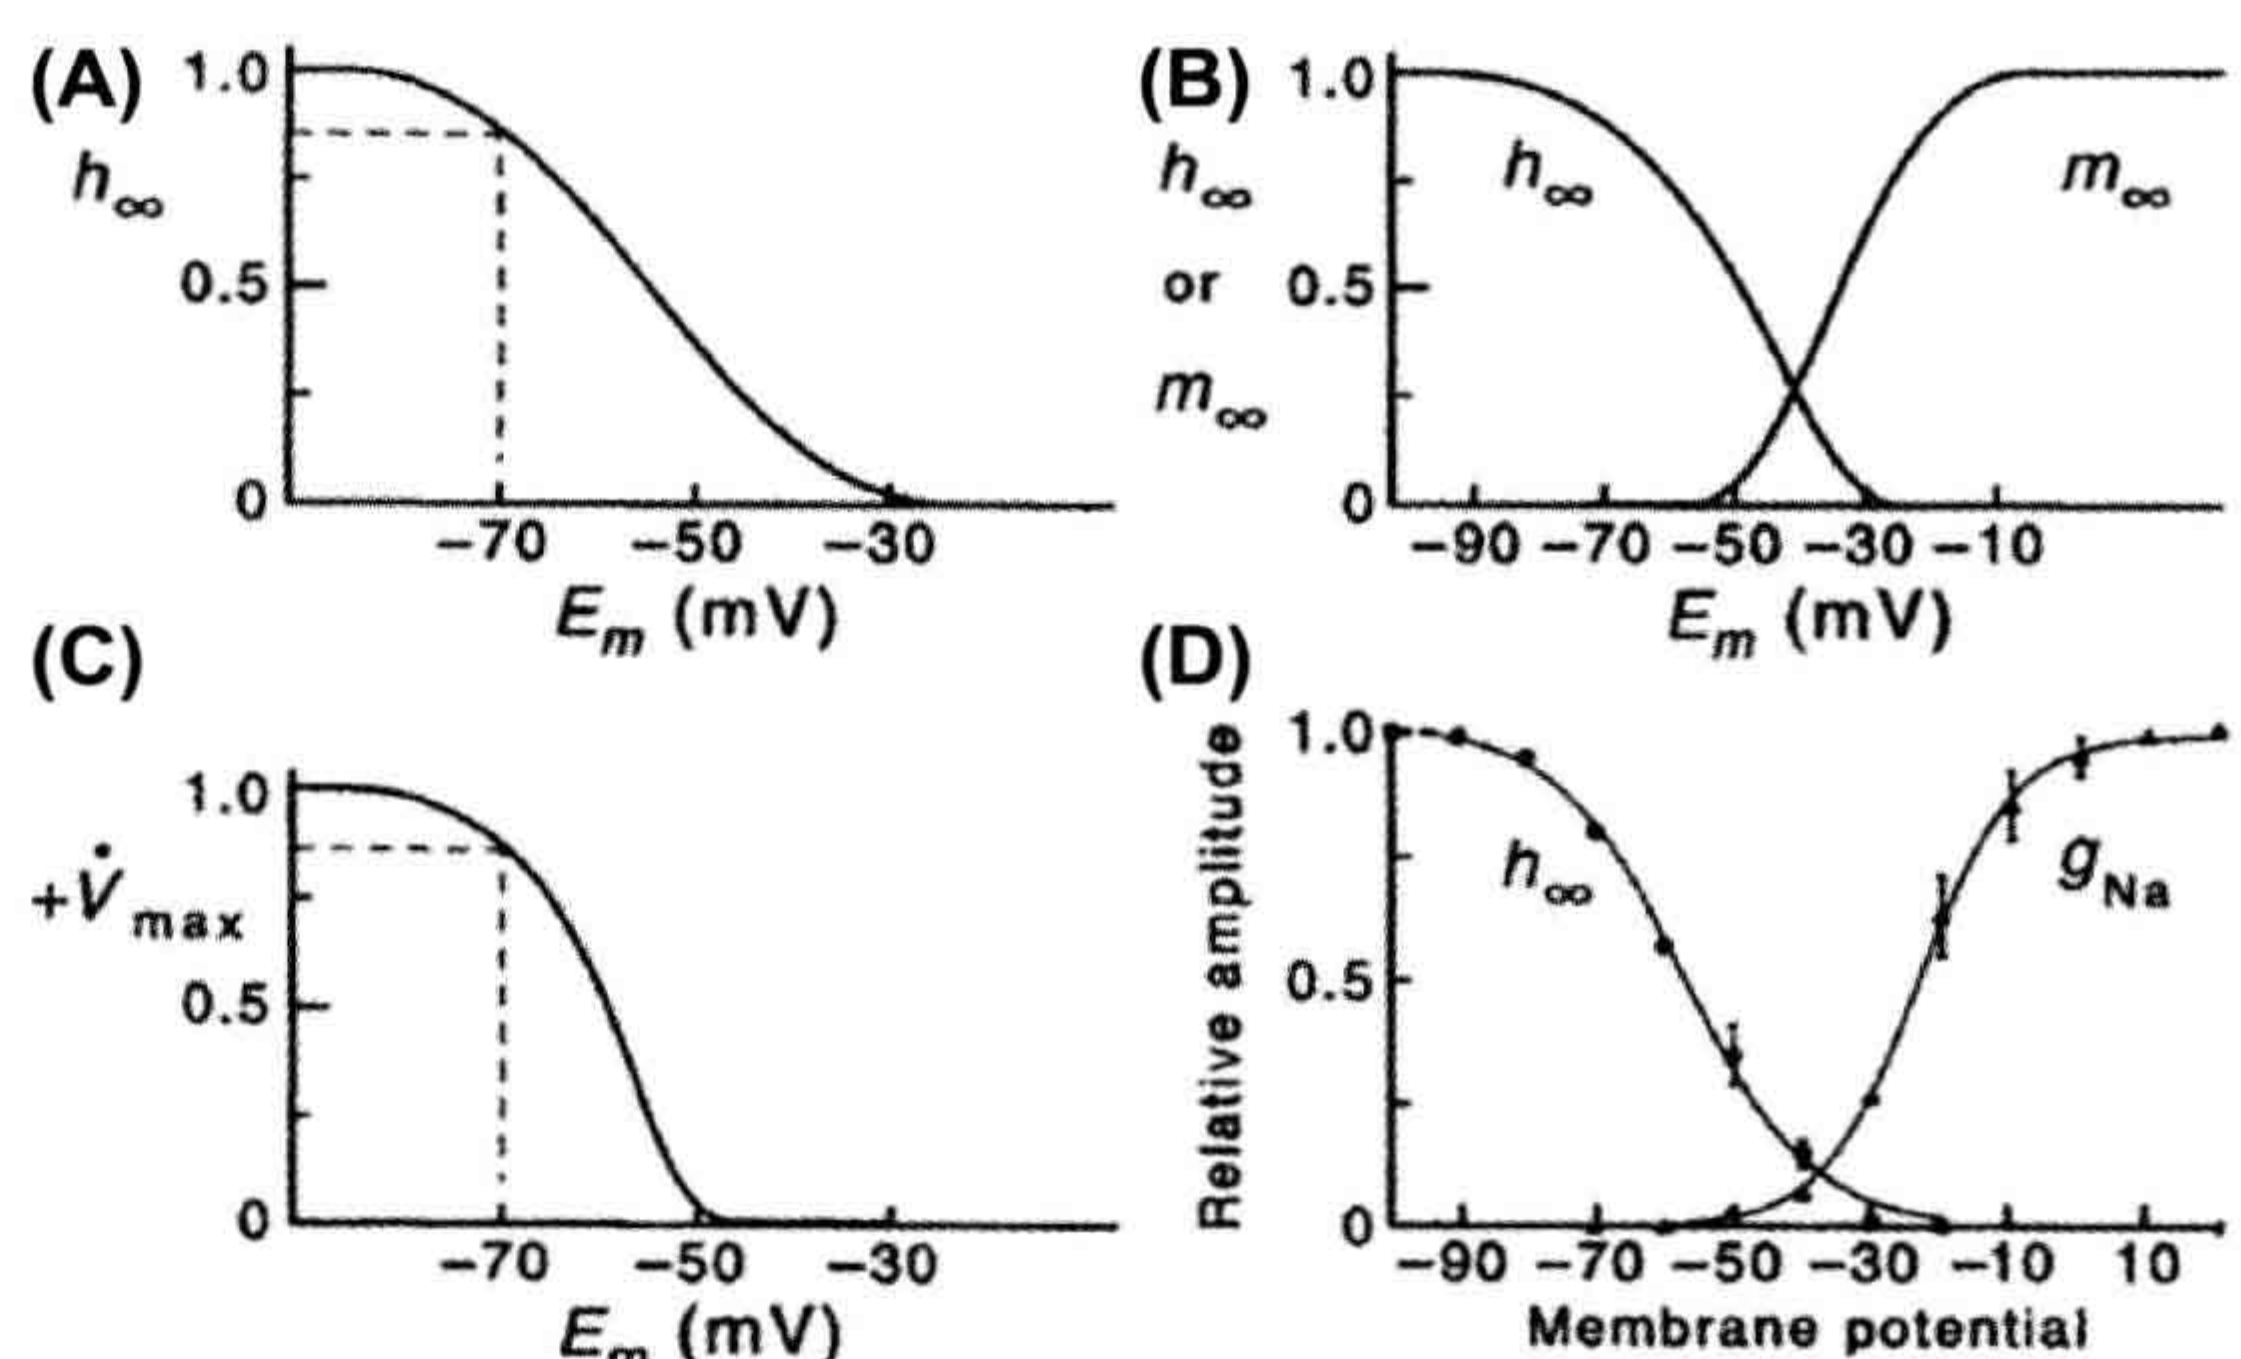 (A)
1.0
h∞
0.5
0
−70 −50 −30
Em (mV)
(B)
1.0
h∞
or
m∞
0.5
0
h∞
m∞
−90 −70 −50 −30 −10
Em (mV)
(C)
1.0
+V̇max
0.5
0
−70 −50 −30
Em (mV)
(D)
Relative amplitude
1.0
0.5
0
h∞
gNa
−90 −70 −50 −30 −10 10
Membrane potential